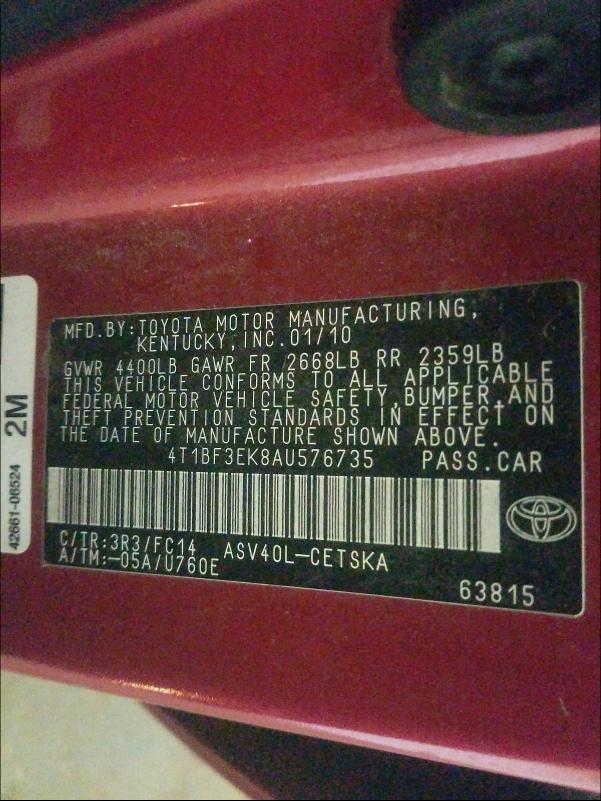 MFD.BY:TOYOTA MOTOR MANUFACTURING,
KENTUCKY,INC.01/10
GVWR 4400LB GAWR FR 2668LB RR 2359LB
THIS VEHICLE CONFORMS TO ALL APPLICABLE
FEDERAL MOTOR VEHICLE SAFETY,BUMPER,AND
THEFT PREVENTION STANDARDS IN EFFECT ON
THE DATE OF MANUFACTURE SHOWN ABOVE.
4T1BF3EK8AU576735 PASS.CAR
C/TR:3R3/FC14 ASV40L-CETSKA
A/TM:-05A/U760E
63815
2M
42661-06524